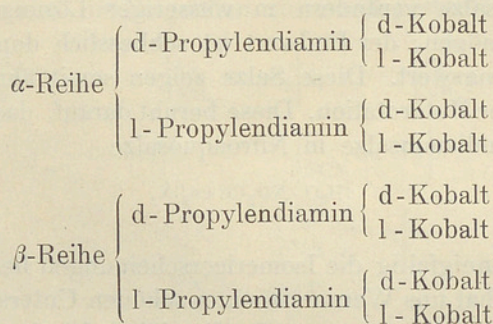 α-Reihe
d-Propylendiamin
d-Kobalt
l-Kobalt
l-Propylendiamin
d-Kobalt
l-Kobalt
β-Reihe
d-Propylendiamin
d-Kobalt
l-Kobalt
l-Propylendiamin
d-Kobalt
l-Kobalt